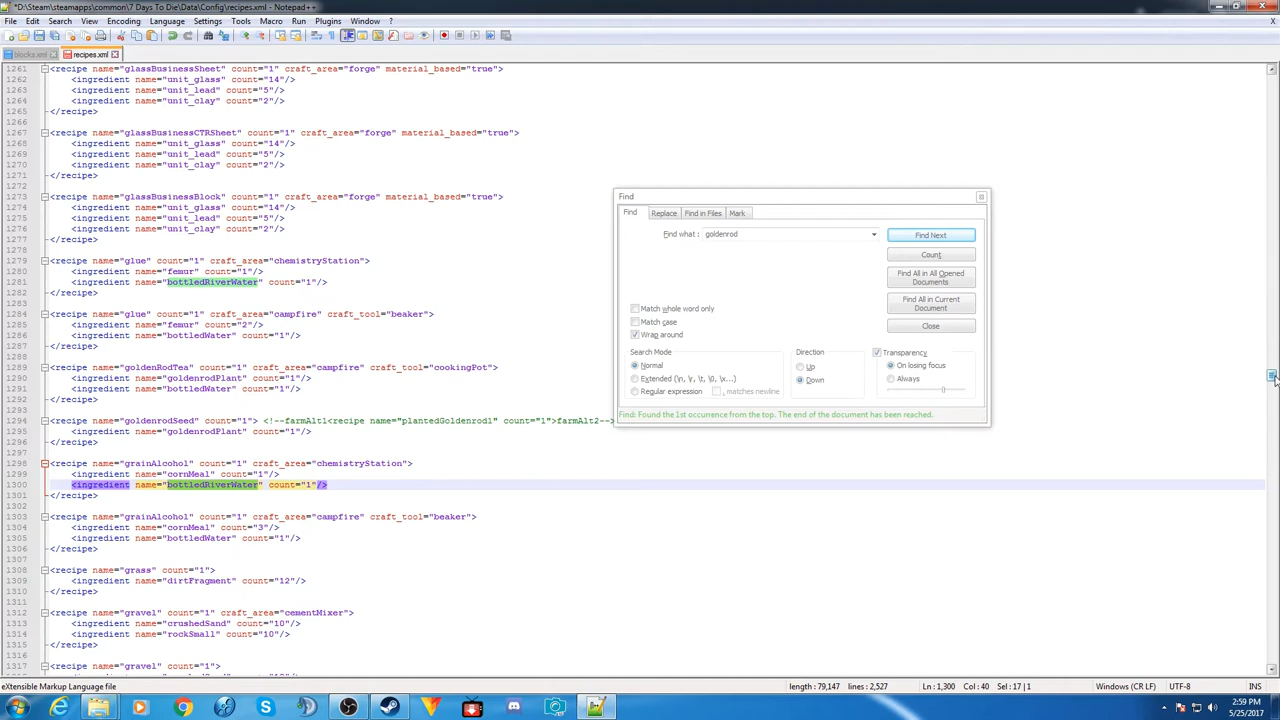 *D:\Steam\steamapps\common\7 Days To Die\Data\Config\recipes.xml - Notepad++
File Edit Search View Encoding Language Settings Tools Macro Run Plugins Window ?
X
blocks.xml recipes.xml
1261 <recipe name="glassBusinessSheet" count="1" craft_area="forge" material_based="true">
1262 <ingredient name="unit_glass" count="14"/>
1263 <ingredient name="unit_lead" count="5"/>
1264 <ingredient name="unit_clay" count="2"/>
1265 </recipe>
1266
1267 <recipe name="glassBusinessCTRSheet" count="1" craft_area="forge" material_based="true">
1268 <ingredient name="unit_glass" count="14"/>
1269 <ingredient name="unit_lead" count="5"/>
1270 <ingredient name="unit_clay" count="2"/>
1271 </recipe>
1272
1273 <recipe name="glassBusinessBlock" count="1" craft_area="forge" material_based="true">
1274 <ingredient name="unit_glass" count="14"/>
1275 <ingredient name="unit_lead" count="5"/>
1276 <ingredient name="unit_clay" count="2"/>
1277 </recipe>
1278
1279 <recipe name="glue" count="1" craft_area="chemistryStation">
1280 <ingredient name="femur" count="1"/>
1281 <ingredient name="bottledRiverWater" count="1"/>
1282 </recipe>
1283
1284 <recipe name="glue" count="1" craft_area="campfire" craft_tool="beaker">
1285 <ingredient name="femur" count="2"/>
1286 <ingredient name="bottledWater" count="1"/>
1287 </recipe>
1288
1289 <recipe name="goldenRodTea" count="1" craft_area="campfire" craft_tool="cookingPot">
1290 <ingredient name="goldenrodPlant" count="1"/>
1291 <ingredient name="bottledWater" count="1"/>
1292 </recipe>
1293
1294 <recipe name="goldenrodSeed" count="1"> <!--farmAlt1<recipe name="plantedGoldenrod1" count="1">farmAlt2-->
1295 <ingredient name="goldenrodPlant" count="1"/>
1296 </recipe>
1297
1298 <recipe name="grainAlcohol" count="1" craft_area="chemistryStation">
1299 <ingredient name="cornMeal" count="1"/>
1300 <ingredient name="bottledRiverWater" count="1"/>
1301 </recipe>
1302
1303 <recipe name="grainAlcohol" count="1" craft_area="campfire" craft_tool="beaker">
1304 <ingredient name="cornMeal" count="3"/>
1305 <ingredient name="bottledWater" count="1"/>
1306 </recipe>
1307
1308 <recipe name="grass" count="1">
1309 <ingredient name="dirtFragment" count="12"/>
1310 </recipe>
1311
1312 <recipe name="gravel" count="1" craft_area="cementMixer">
1313 <ingredient name="crushedSand" count="10"/>
1314 <ingredient name="rockSmall" count="10"/>
1315 </recipe>
1316
1317 <recipe name="gravel" count="1">
Find
Find Replace Find in Files Mark
Find what : goldenrod
Find Next
Count
Find All in All Opened Documents
Find All in Current Document
Close
Match whole word only
Match case
Wrap around
Search Mode
Normal
Extended (\n, \r, \t, \0, \x...)
Regular expression . matches newline
Direction
Up
Down
Transparency
On losing focus
Always
Find: Found the 1st occurrence from the top. The end of the document has been reached.
eXtensible Markup Language file length : 79,147 lines : 2,527 Ln : 1,300 Col : 40 Sel : 17 | 1 Windows (CR LF) UTF-8 INS
2:59 PM
5/25/2017